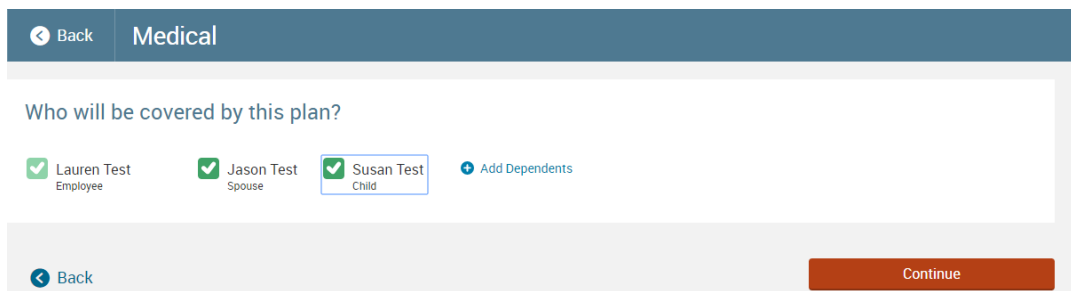 Back Medical
Who will be covered by this plan?
Lauren Test Jason Test Susan Test Add Dependents
Employee Spouse Child
Back Continue